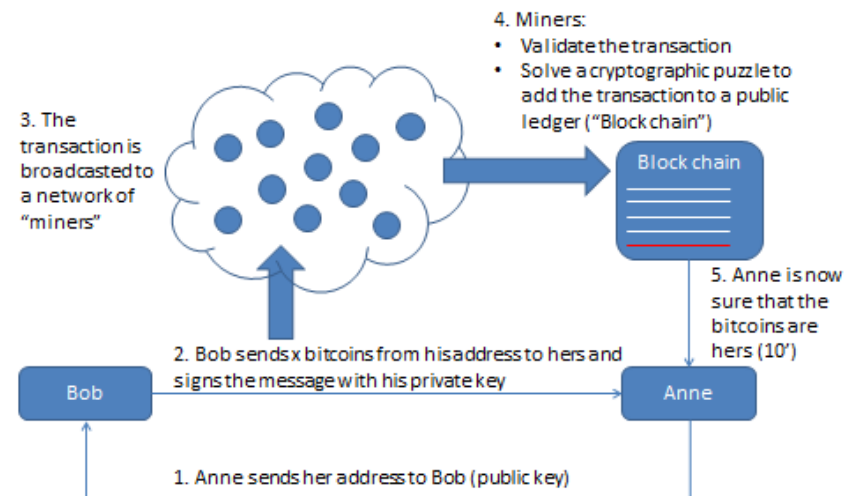 4. Miners:
• Validate the transaction
• Solve a cryptographic puzzle to
add the transaction to a public
ledger (“Block chain”)
3. The
transaction is
broadcasted to
a network of
“miners”
Block chain
5. Anne is now
sure that the
bitcoins are
hers (10’)
2. Bob sends x bitcoins from his address to hers and
signs the message with his private key
Bob
Anne
1. Anne sends her address to Bob (public key)